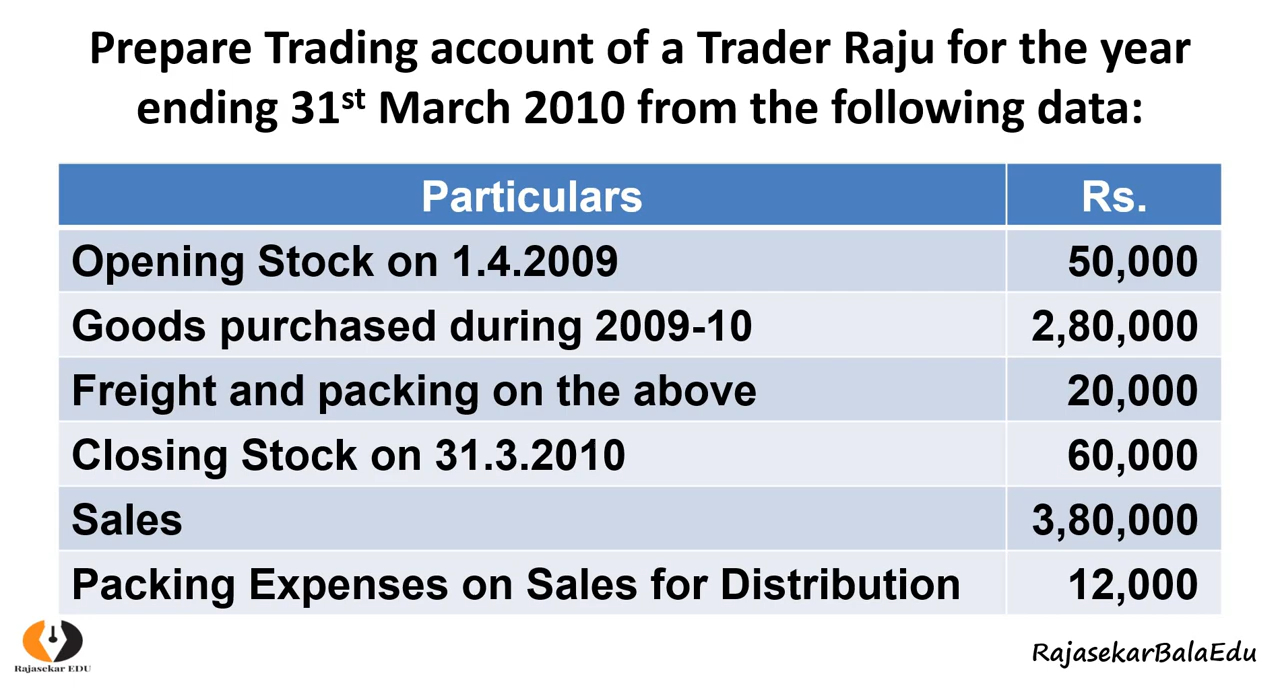 Prepare Trading account of a Trader Raju for the year
ending 31st March 2010 from the following data:
Particulars Rs.
Opening Stock on 1.4.2009 50,000
Goods purchased during 2009-10 2,80,000
Freight and packing on the above 20,000
Closing Stock on 31.3.2010 60,000
Sales 3,80,000
Packing Expenses on Sales for Distribution 12,000
Rajasekar EDU
RajasekarBalaEdu